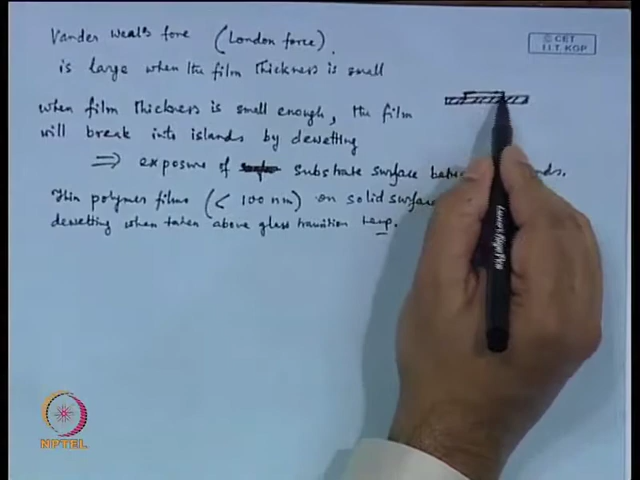 Vander Weal's force (London force).
is large when the film thickness is small
© CET
I.I.T. KGP
when film thickness is small enough, the film
will break into islands by dewetting
⇒ exposure of substrate surface
thin polymer films (< 100 nm) on solid surface
dewetting when taken above glass transition temp.
NPTEL